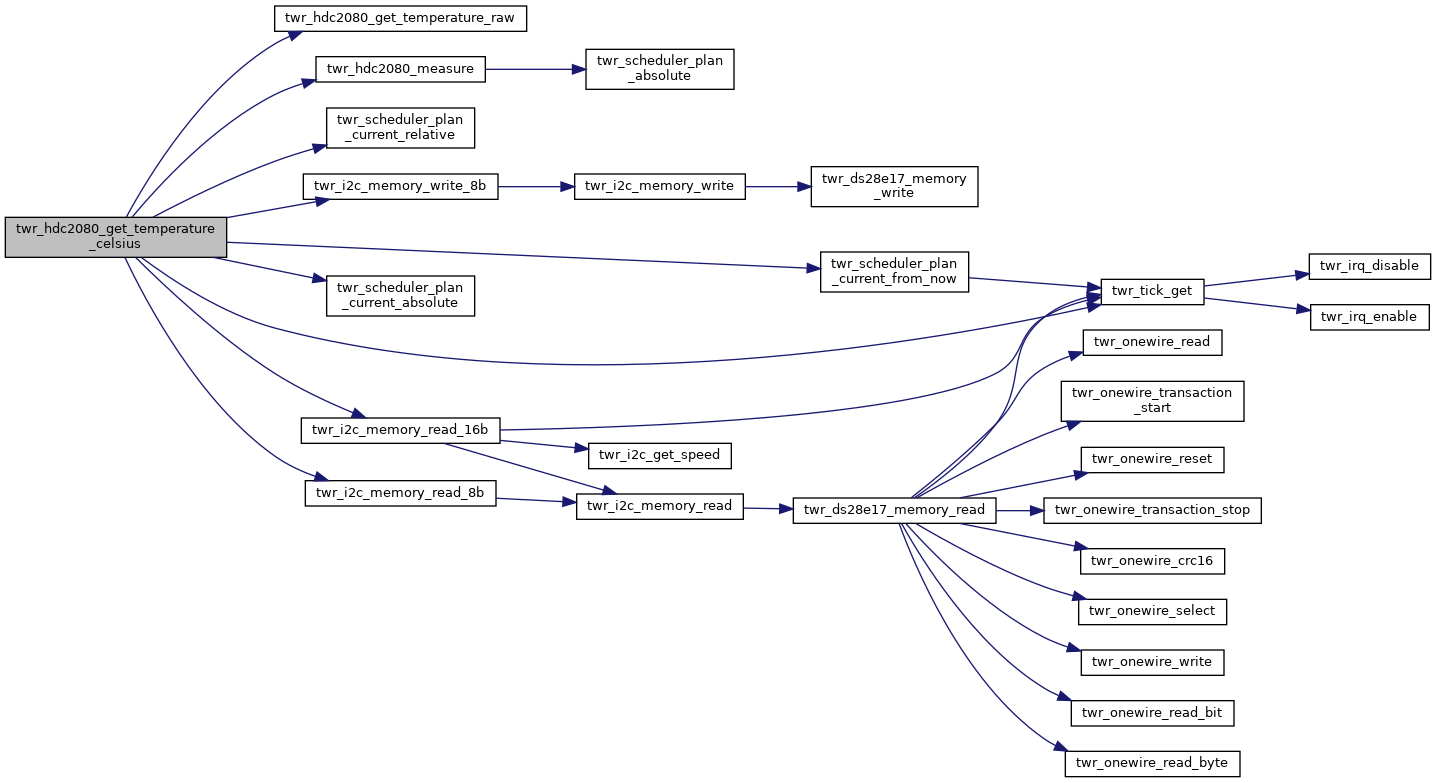 twr_hdc2080_get_temperature_raw
twr_hdc2080_measure
twr_scheduler_plan
_absolute
twr_scheduler_plan
_current_relative
twr_i2c_memory_write_8b
twr_i2c_memory_write
twr_ds28e17_memory
_write
twr_hdc2080_get_temperature
_celsius
twr_scheduler_plan
_current_from_now
twr_scheduler_plan
_current_absolute
twr_tick_get
twr_irq_disable
twr_irq_enable
twr_onewire_read
twr_onewire_transaction
_start
twr_i2c_memory_read_16b
twr_i2c_get_speed
twr_onewire_reset
twr_i2c_memory_read_8b
twr_i2c_memory_read
twr_ds28e17_memory_read
twr_onewire_transaction_stop
twr_onewire_crc16
twr_onewire_select
twr_onewire_write
twr_onewire_read_bit
twr_onewire_read_byte